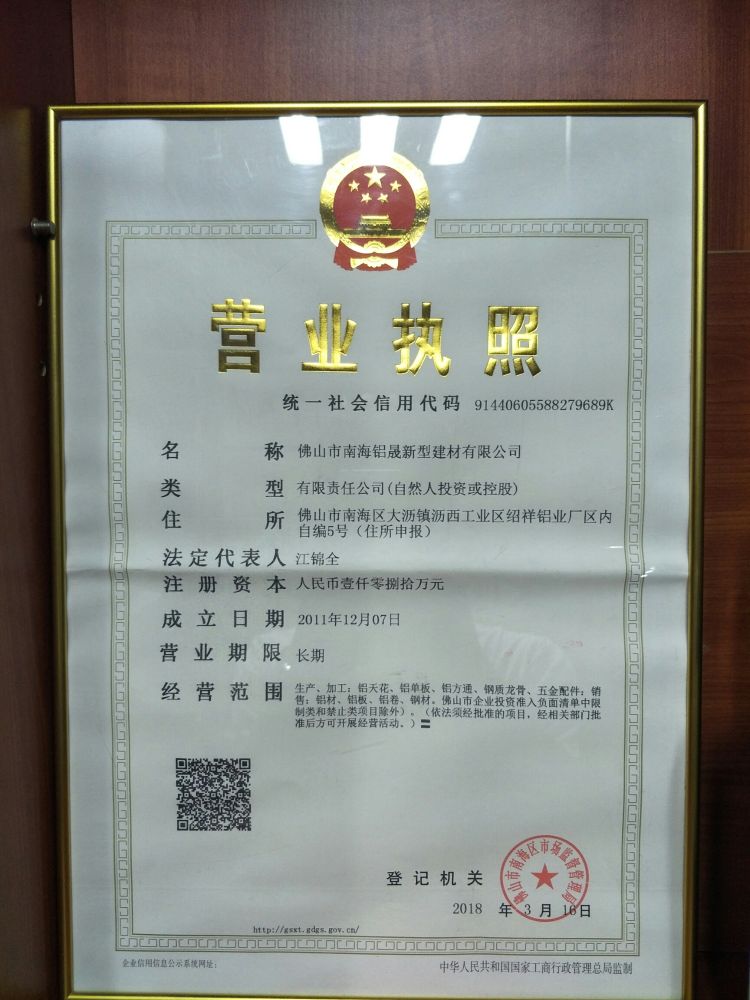 营业执照
统一社会信用代码 91440605588279689K
名称 佛山市南海铝晟新型建材有限公司
类型 有限责任公司(自然人投资或控股)
住所 佛山市南海区大沥镇沥西工业区绍祥铝业厂区内
自编5号（住所申报）
法定代表人 江锦全
注册资本 人民币壹仟零捌拾万元
成立日期 2011年12月07日
营业期限 长期
经营范围 生产、加工：铝天花、铝单板、铝方通、钢质龙骨、五金配件；销
售：铝材、铝板、铝卷、钢材。佛山市企业投资准入负面清单中限
制类和禁止类项目除外）。（依法须经批准的项目，经相关部门批
准后方可开展经营活动。）〓
登记机关
佛山市南海区市场监督管理局
2018 年 3 月 16日
http://gsxt.gdgs.gov.cn/
企业信用信息公示系统网址：
中华人民共和国国家工商行政管理总局监制